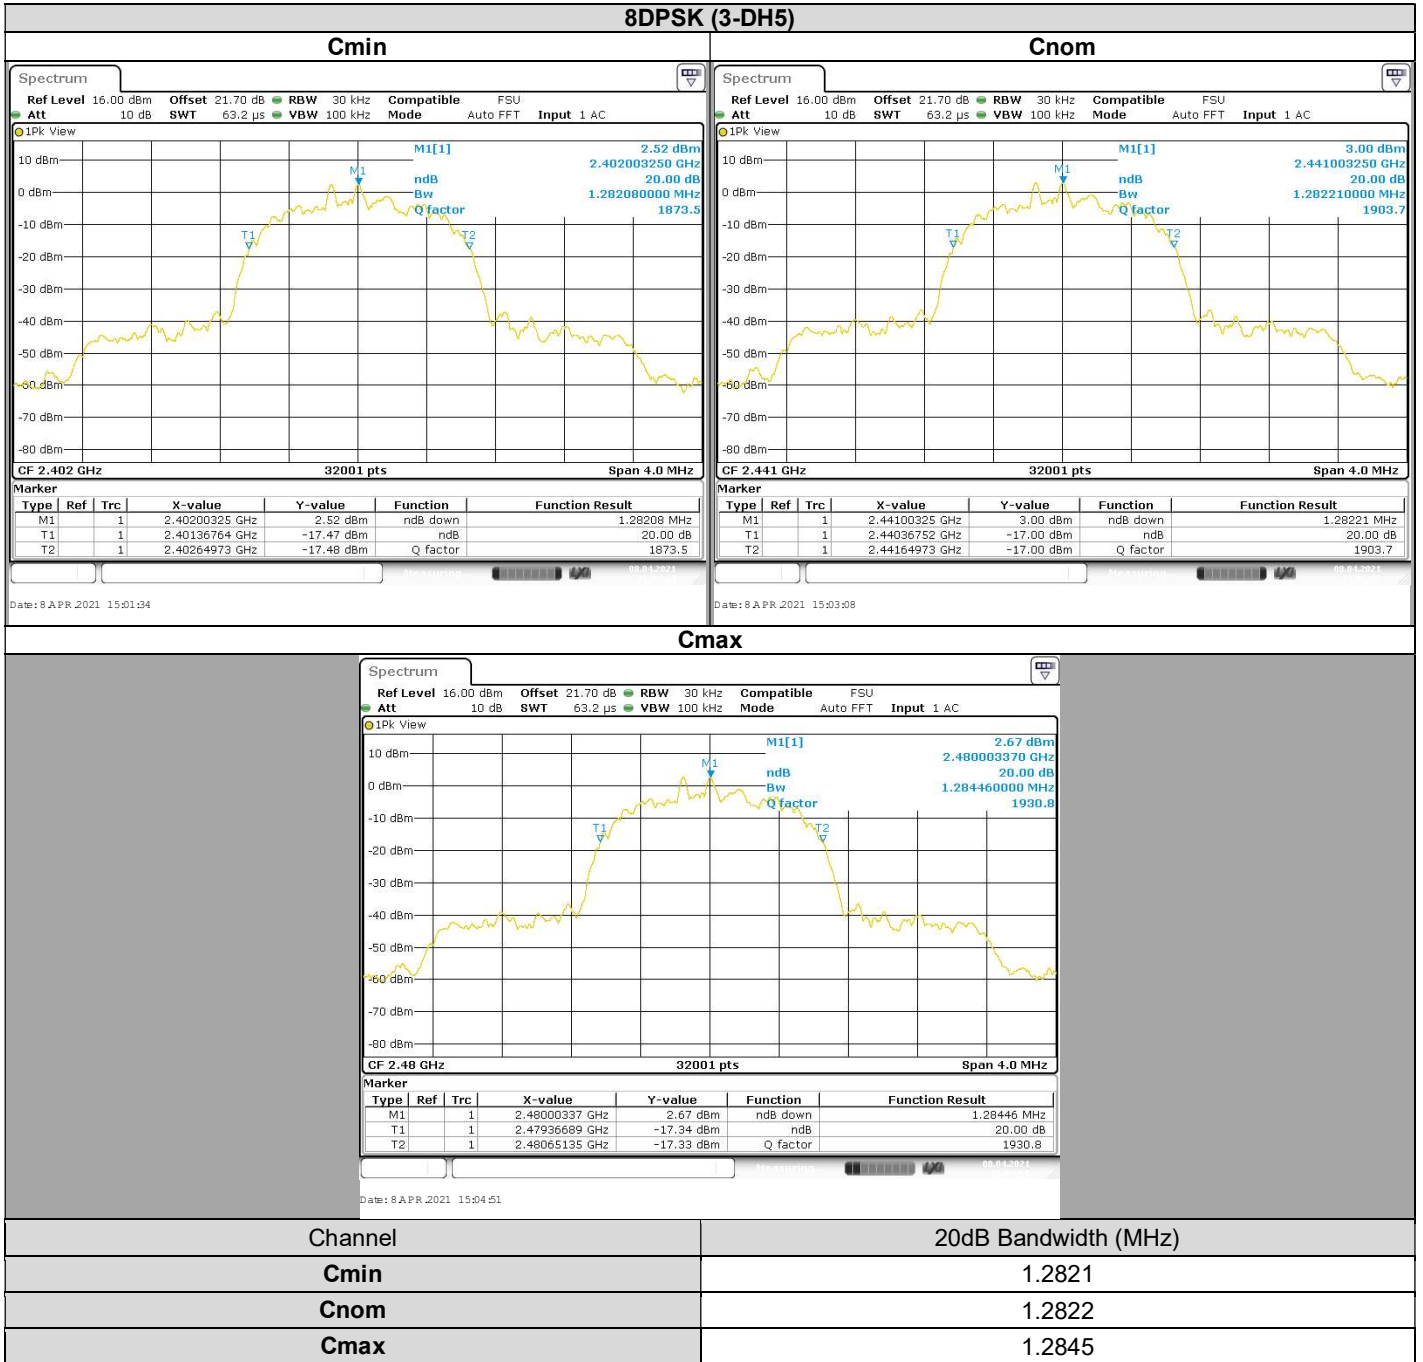 8DPSK (3-DH5)
Cmin
Cnom
Spectrum
Ref Level 16.00 dBm Offset 21.70 dB RBW 30 kHz Compatible FSU
Att 10 dB SWT 63.2 µs VBW 100 kHz Mode Auto FFT Input 1 AC
1Pk View
M1[1] 2.52 dBm
2.402003250 GHz
ndB 20.00 dB
Bw 1.282080000 MHz
Q factor 1873.5
M1
T1
T2
10 dBm
0 dBm
-10 dBm
-20 dBm
-30 dBm
-40 dBm
-50 dBm
-60 dBm
-70 dBm
-80 dBm
CF 2.402 GHz 32001 pts Span 4.0 MHz
Marker
Type Ref Trc X-value Y-value Function Function Result
M1 1 2.40200325 GHz 2.52 dBm ndB down 1.28208 MHz
T1 1 2.40136764 GHz -17.47 dBm ndB 20.00 dB
T2 1 2.40264973 GHz -17.48 dBm Q factor 1873.5
Measuring 08.04.2021
Date: 8.APR.2021 15:01:34
Spectrum
Ref Level 16.00 dBm Offset 21.70 dB RBW 30 kHz Compatible FSU
Att 10 dB SWT 63.2 µs VBW 100 kHz Mode Auto FFT Input 1 AC
1Pk View
M1[1] 3.00 dBm
2.441003250 GHz
ndB 20.00 dB
Bw 1.282210000 MHz
Q factor 1903.7
M1
T1
T2
10 dBm
0 dBm
-10 dBm
-20 dBm
-30 dBm
-40 dBm
-50 dBm
-60 dBm
-70 dBm
-80 dBm
CF 2.441 GHz 32001 pts Span 4.0 MHz
Marker
Type Ref Trc X-value Y-value Function Function Result
M1 1 2.44100325 GHz 3.00 dBm ndB down 1.28221 MHz
T1 1 2.44036752 GHz -17.00 dBm ndB 20.00 dB
T2 1 2.44164973 GHz -17.00 dBm Q factor 1903.7
Measuring 08.04.2021
Date: 8.APR.2021 15:03:08
Cmax
Spectrum
Ref Level 16.00 dBm Offset 21.70 dB RBW 30 kHz Compatible FSU
Att 10 dB SWT 63.2 µs VBW 100 kHz Mode Auto FFT Input 1 AC
1Pk View
M1[1] 2.67 dBm
2.480003370 GHz
ndB 20.00 dB
Bw 1.284460000 MHz
Q factor 1930.8
M1
T1
T2
10 dBm
0 dBm
-10 dBm
-20 dBm
-30 dBm
-40 dBm
-50 dBm
-60 dBm
-70 dBm
-80 dBm
CF 2.48 GHz 32001 pts Span 4.0 MHz
Marker
Type Ref Trc X-value Y-value Function Function Result
M1 1 2.48000337 GHz 2.67 dBm ndB down 1.28446 MHz
T1 1 2.47936689 GHz -17.34 dBm ndB 20.00 dB
T2 1 2.48065135 GHz -17.33 dBm Q factor 1930.8
Measuring 08.04.2021
Date: 8.APR.2021 15:04:51
Channel 20dB Bandwidth (MHz)
Cmin 1.2821
Cnom 1.2822
Cmax 1.2845